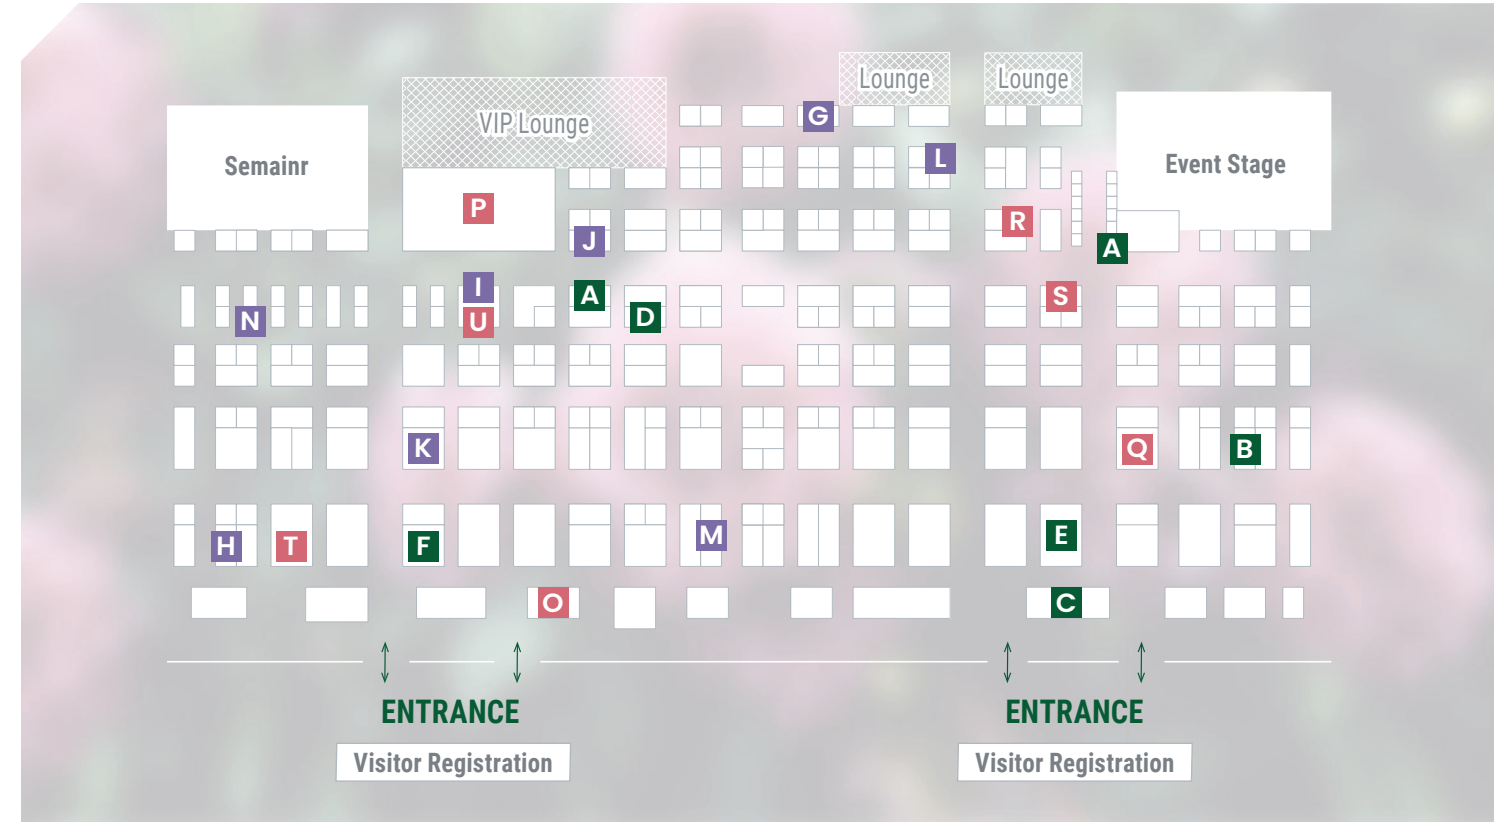 Lounge
Lounge
VIP Lounge
G
Semainr
L
Event Stage
P
R
J
A
I
A
S
N
U
D
K
Q
B
H
T
F
M
E
O
C
ENTRANCE
ENTRANCE
Visitor Registration
Visitor Registration